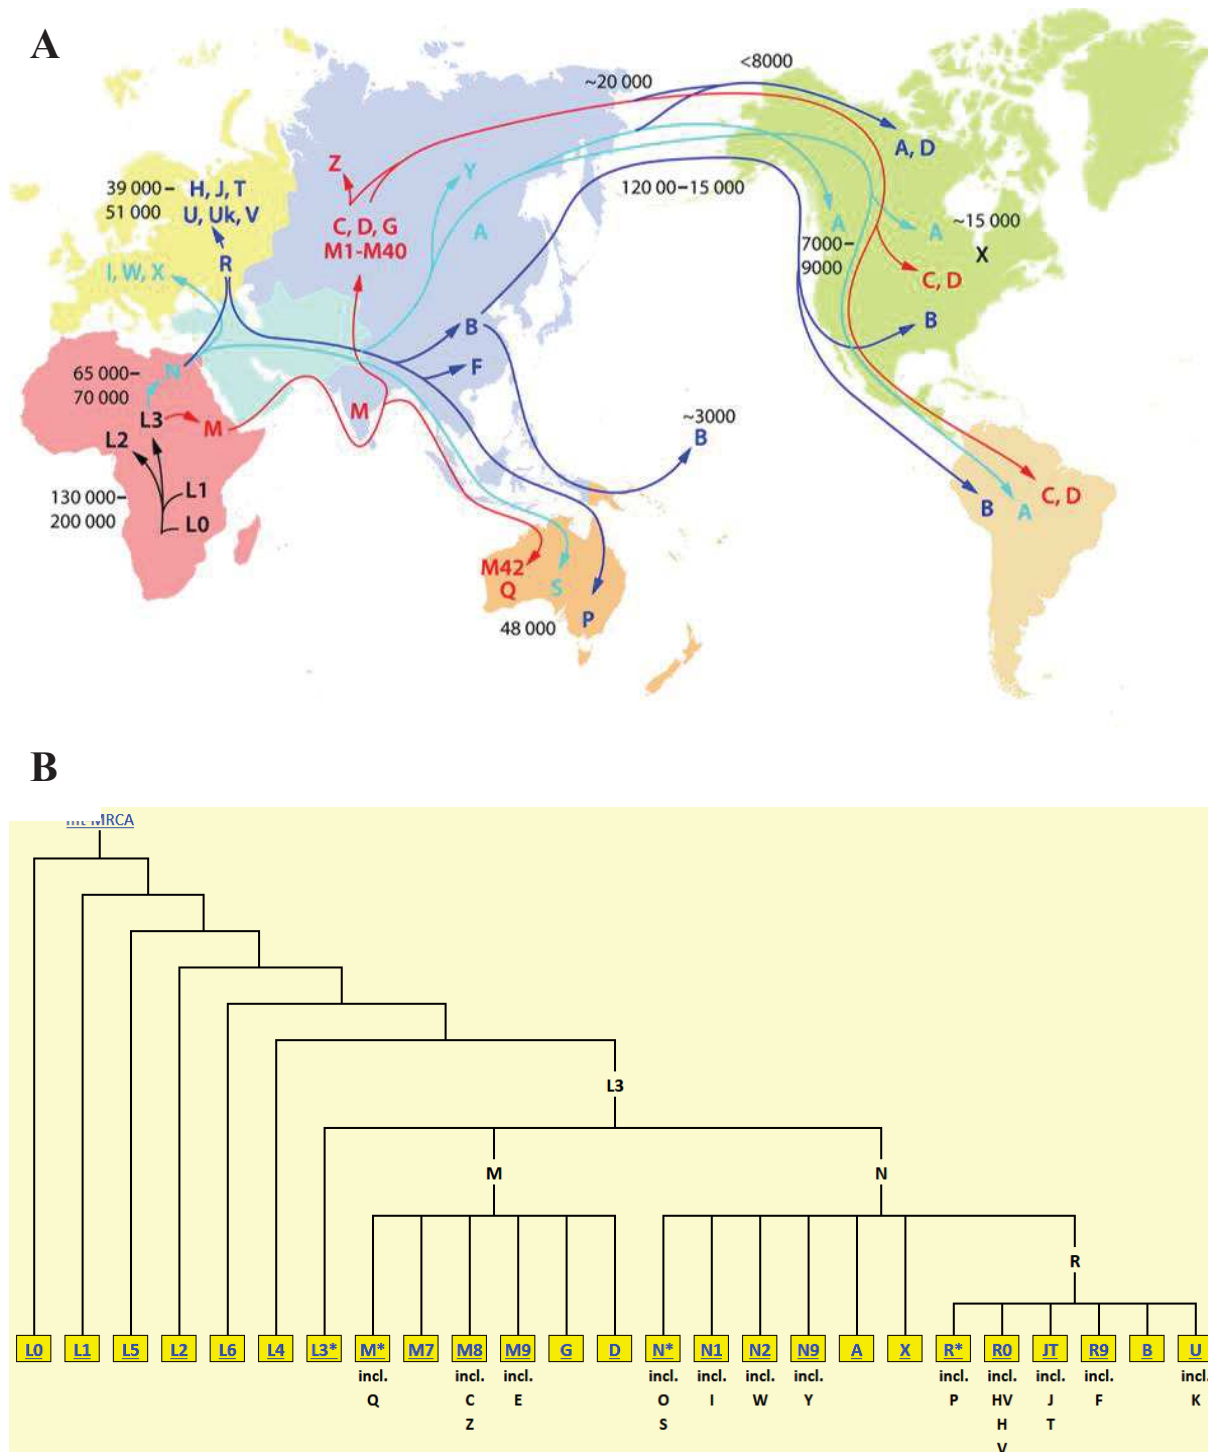 A
<8000
~20 000
A, D
Z
Y
39 000–
H, J, T
51 000
U, Uk, V
120 00–15 000
C, D, G
M1-M40
A
A
A
~15 000
7000–
9000
X
R
I, W, X
C, D
B
B
F
65 000–
70 000
N
L3
M
L2
M
~3000
B
130 000–
200 000
L1
L0
B
A
C, D
M42
Q
S
P
48 000
B
MRCA
L3
M
N
R
L0 L1 L5 L2 L6 L4 L3* M* M7 M8 M9 G D N* N1 N2 N9 A X R* R0 JT R9 B U
incl. incl. incl. incl. incl. incl. incl. incl. incl. incl. incl. incl.
Q C E O I W Y P HV J F K
Z S H T
V